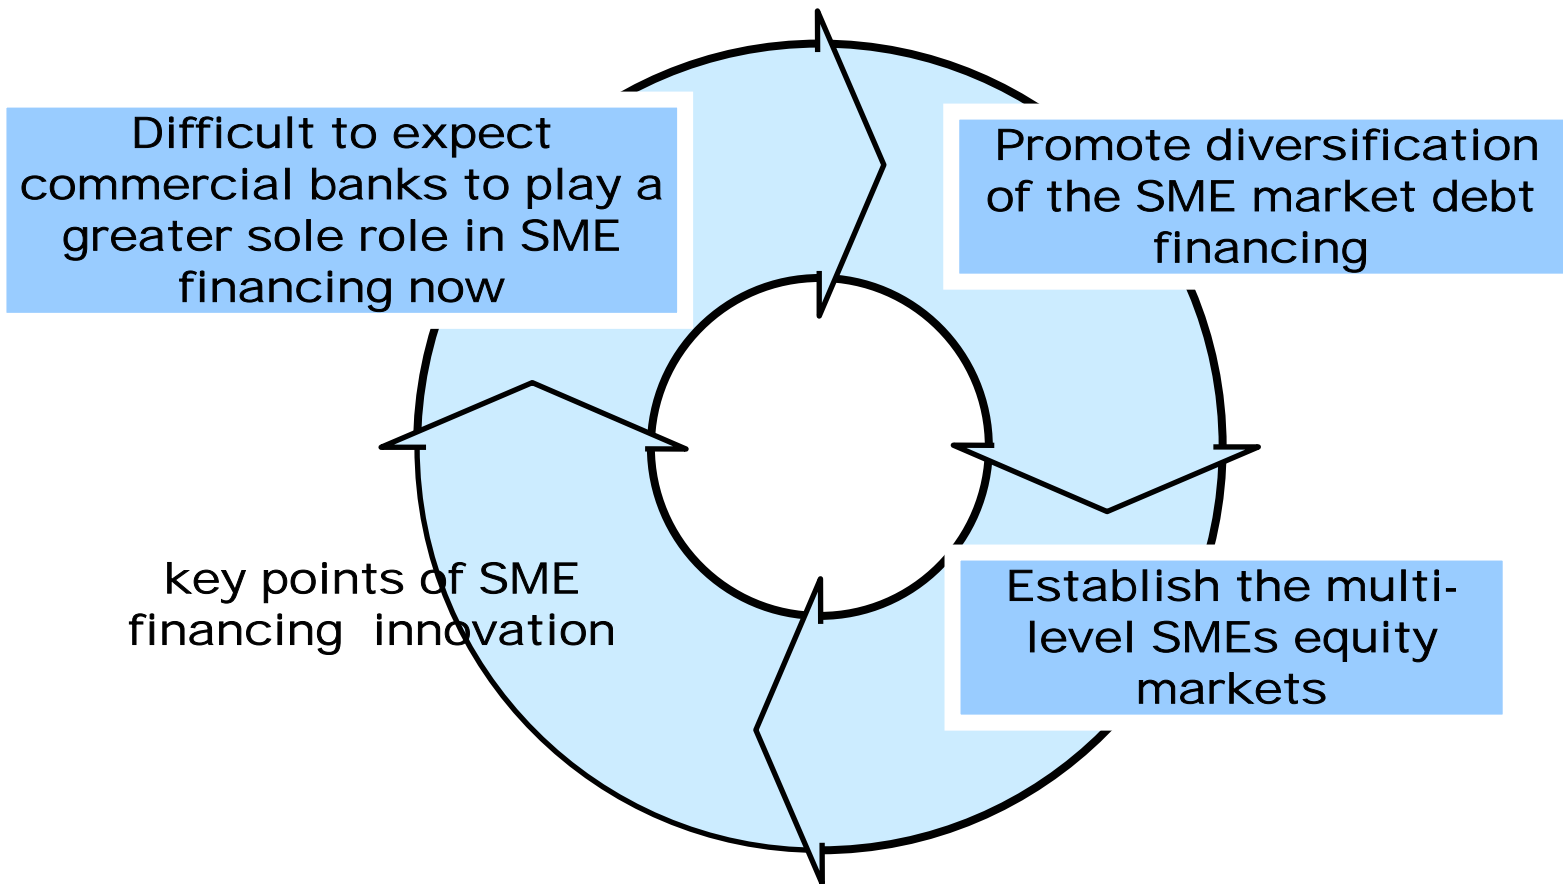 Difficult to expect
commercial banks to play a
greater sole role in SME
financing now
Promote diversification
of the SME market debt
financing
key points of SME
financing  innovation
Establish the multi-
level SMEs equity
markets